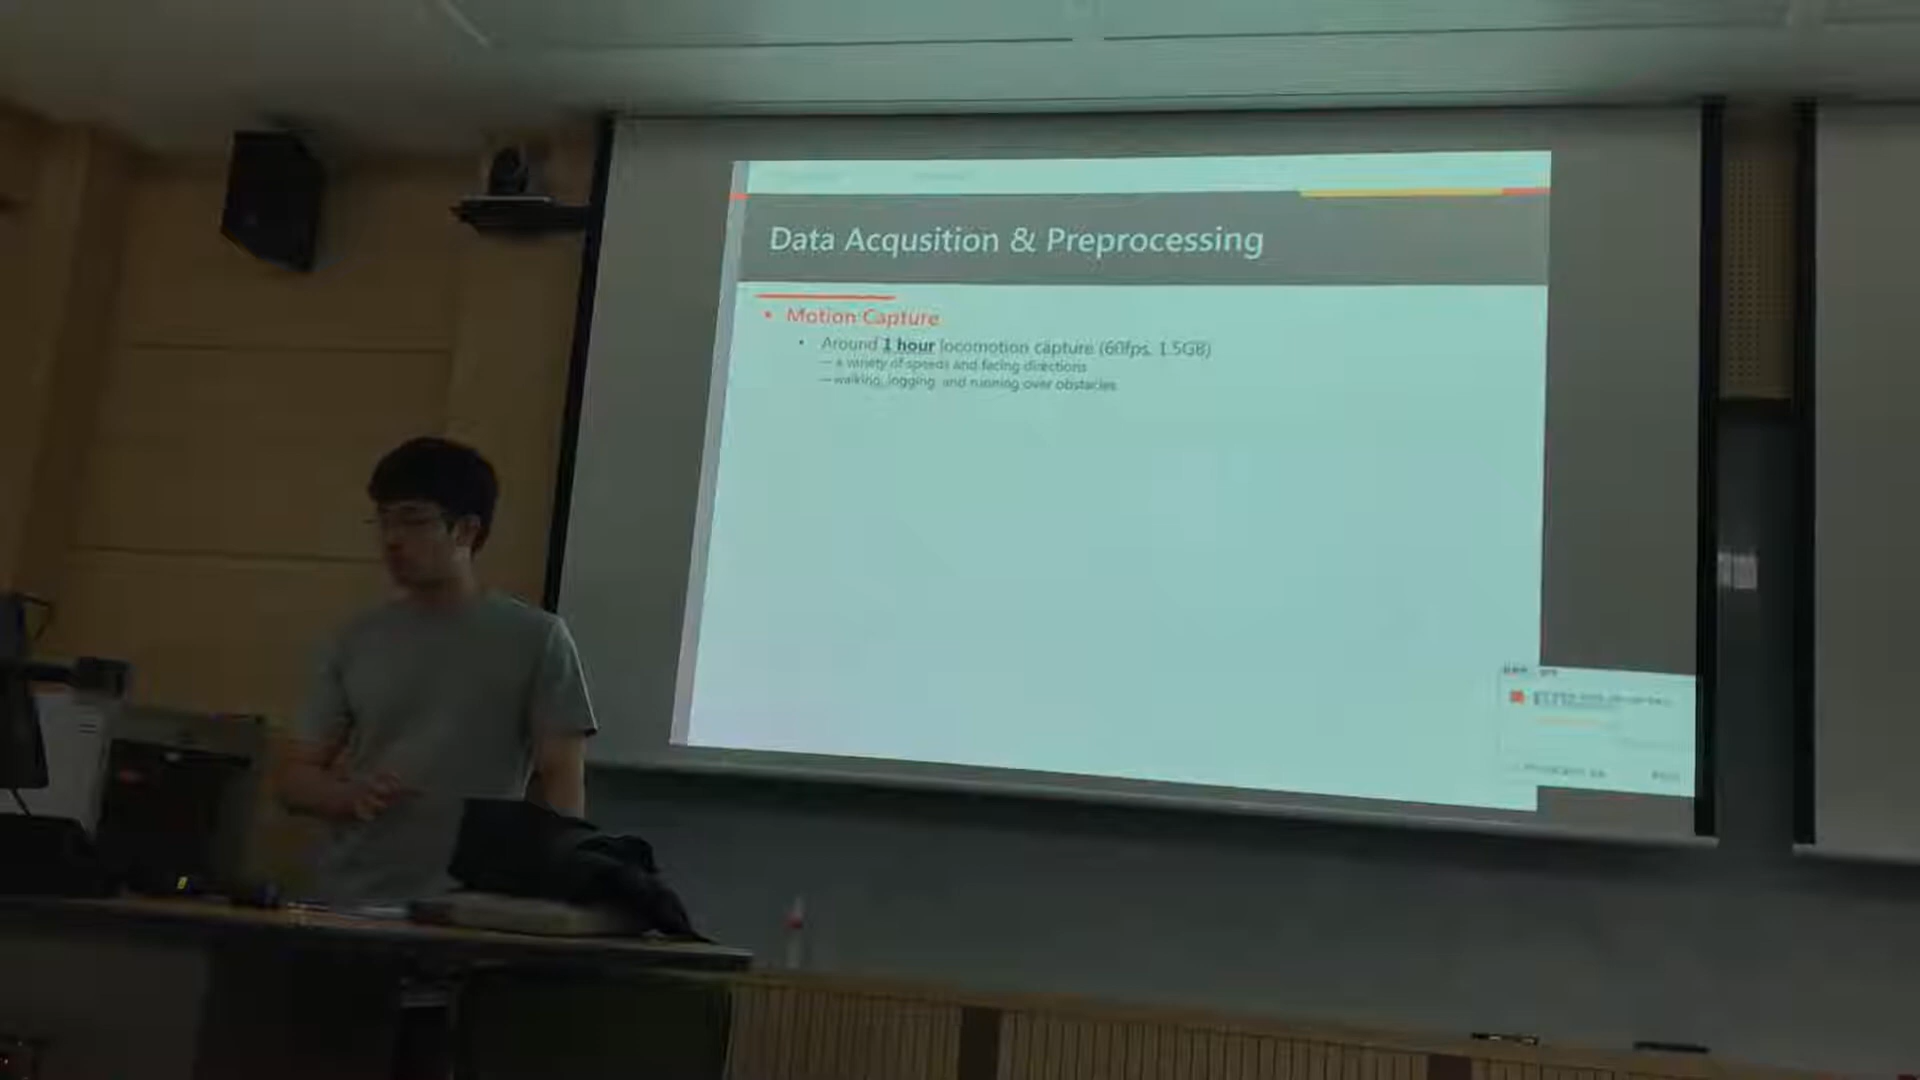 Data Acqusition & Preprocessing
• Motion Capture
• Around 1 hour locomotion capture (60fps, 1.5GB)
— a variety of speeds and facing directions
— walking, jogging, and running over obstacles